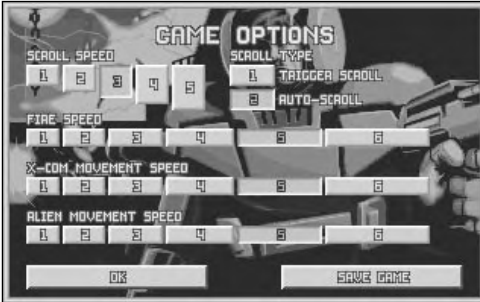 GAME OPTIONS
SCROLL SPEED
SCROLL TYPE
1 2 3 4 5
1 TRIGGER SCROLL
2 AUTO-SCROLL
FIRE SPEED
1 2 3 4 5 6
X-COM MOVEMENT SPEED
1 2 3 4 5 6
ALIEN MOVEMENT SPEED
1 2 3 4 5 6
OK
SAVE GAME